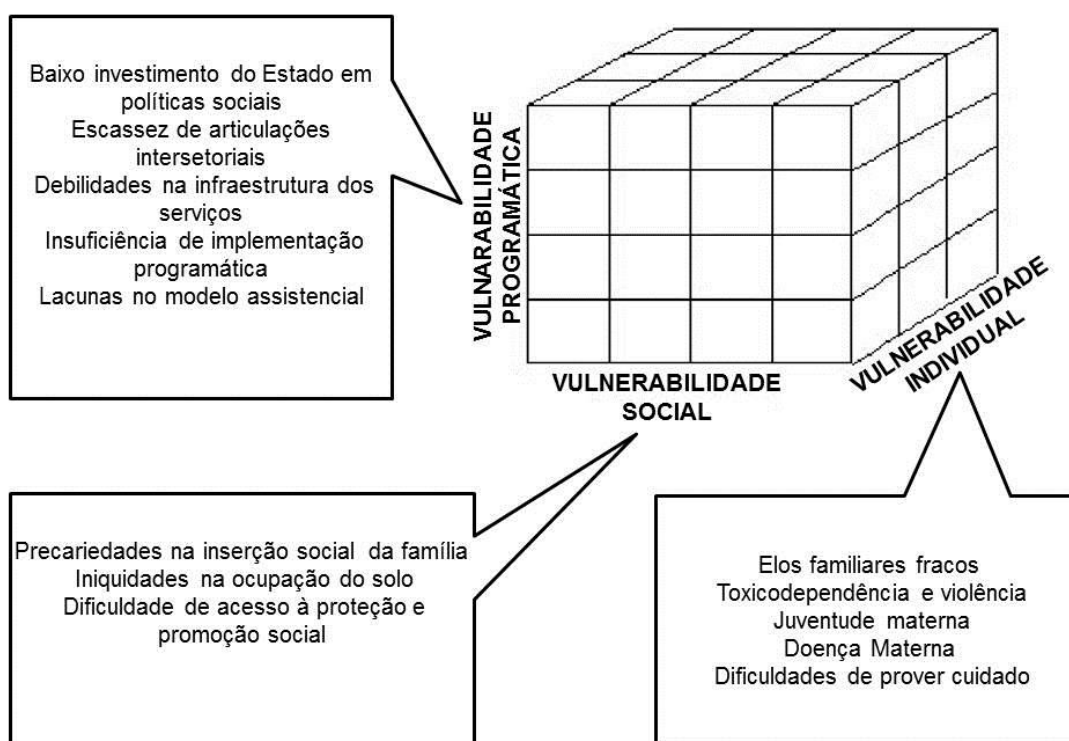 Baixo investimento do Estado em
políticas sociais
Escassez de articulações
intersetoriais
Debilidades na infraestrutura dos
serviços
Insuficiência de implementação
programática
Lacunas no modelo assistencial
VULNARABILIDADE
PROGRAMÁTICA
VULNERABILIDADE
SOCIAL
VULNERABILIDADE
INDIVIDUAL
Precariedades na inserção social da família
Iniquidades na ocupação do solo
Dificuldade de acesso à proteção e
promoção social
Elos familiares fracos
Toxicodependência e violência
Juventude materna
Doença Materna
Dificuldades de prover cuidado